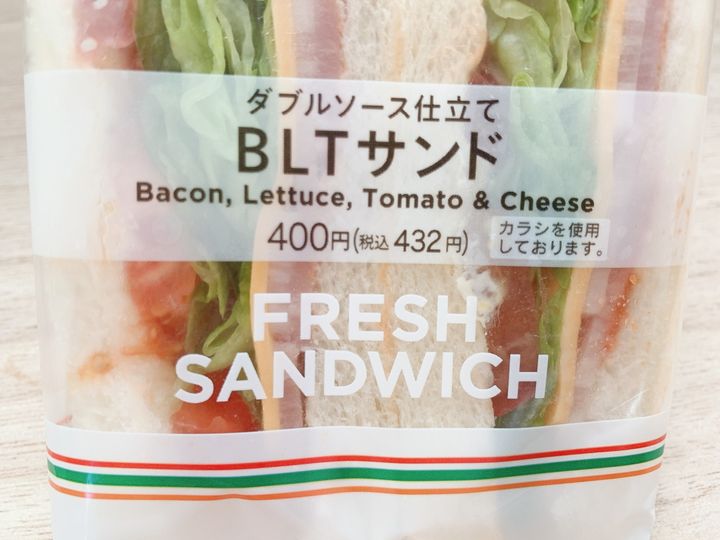 ダブルソース仕立て
BLTサンド
Bacon, Lettuce, Tomato & Cheese
400円(税込 432円)
カラシを使用
しております。
FRESH
SANDWICH